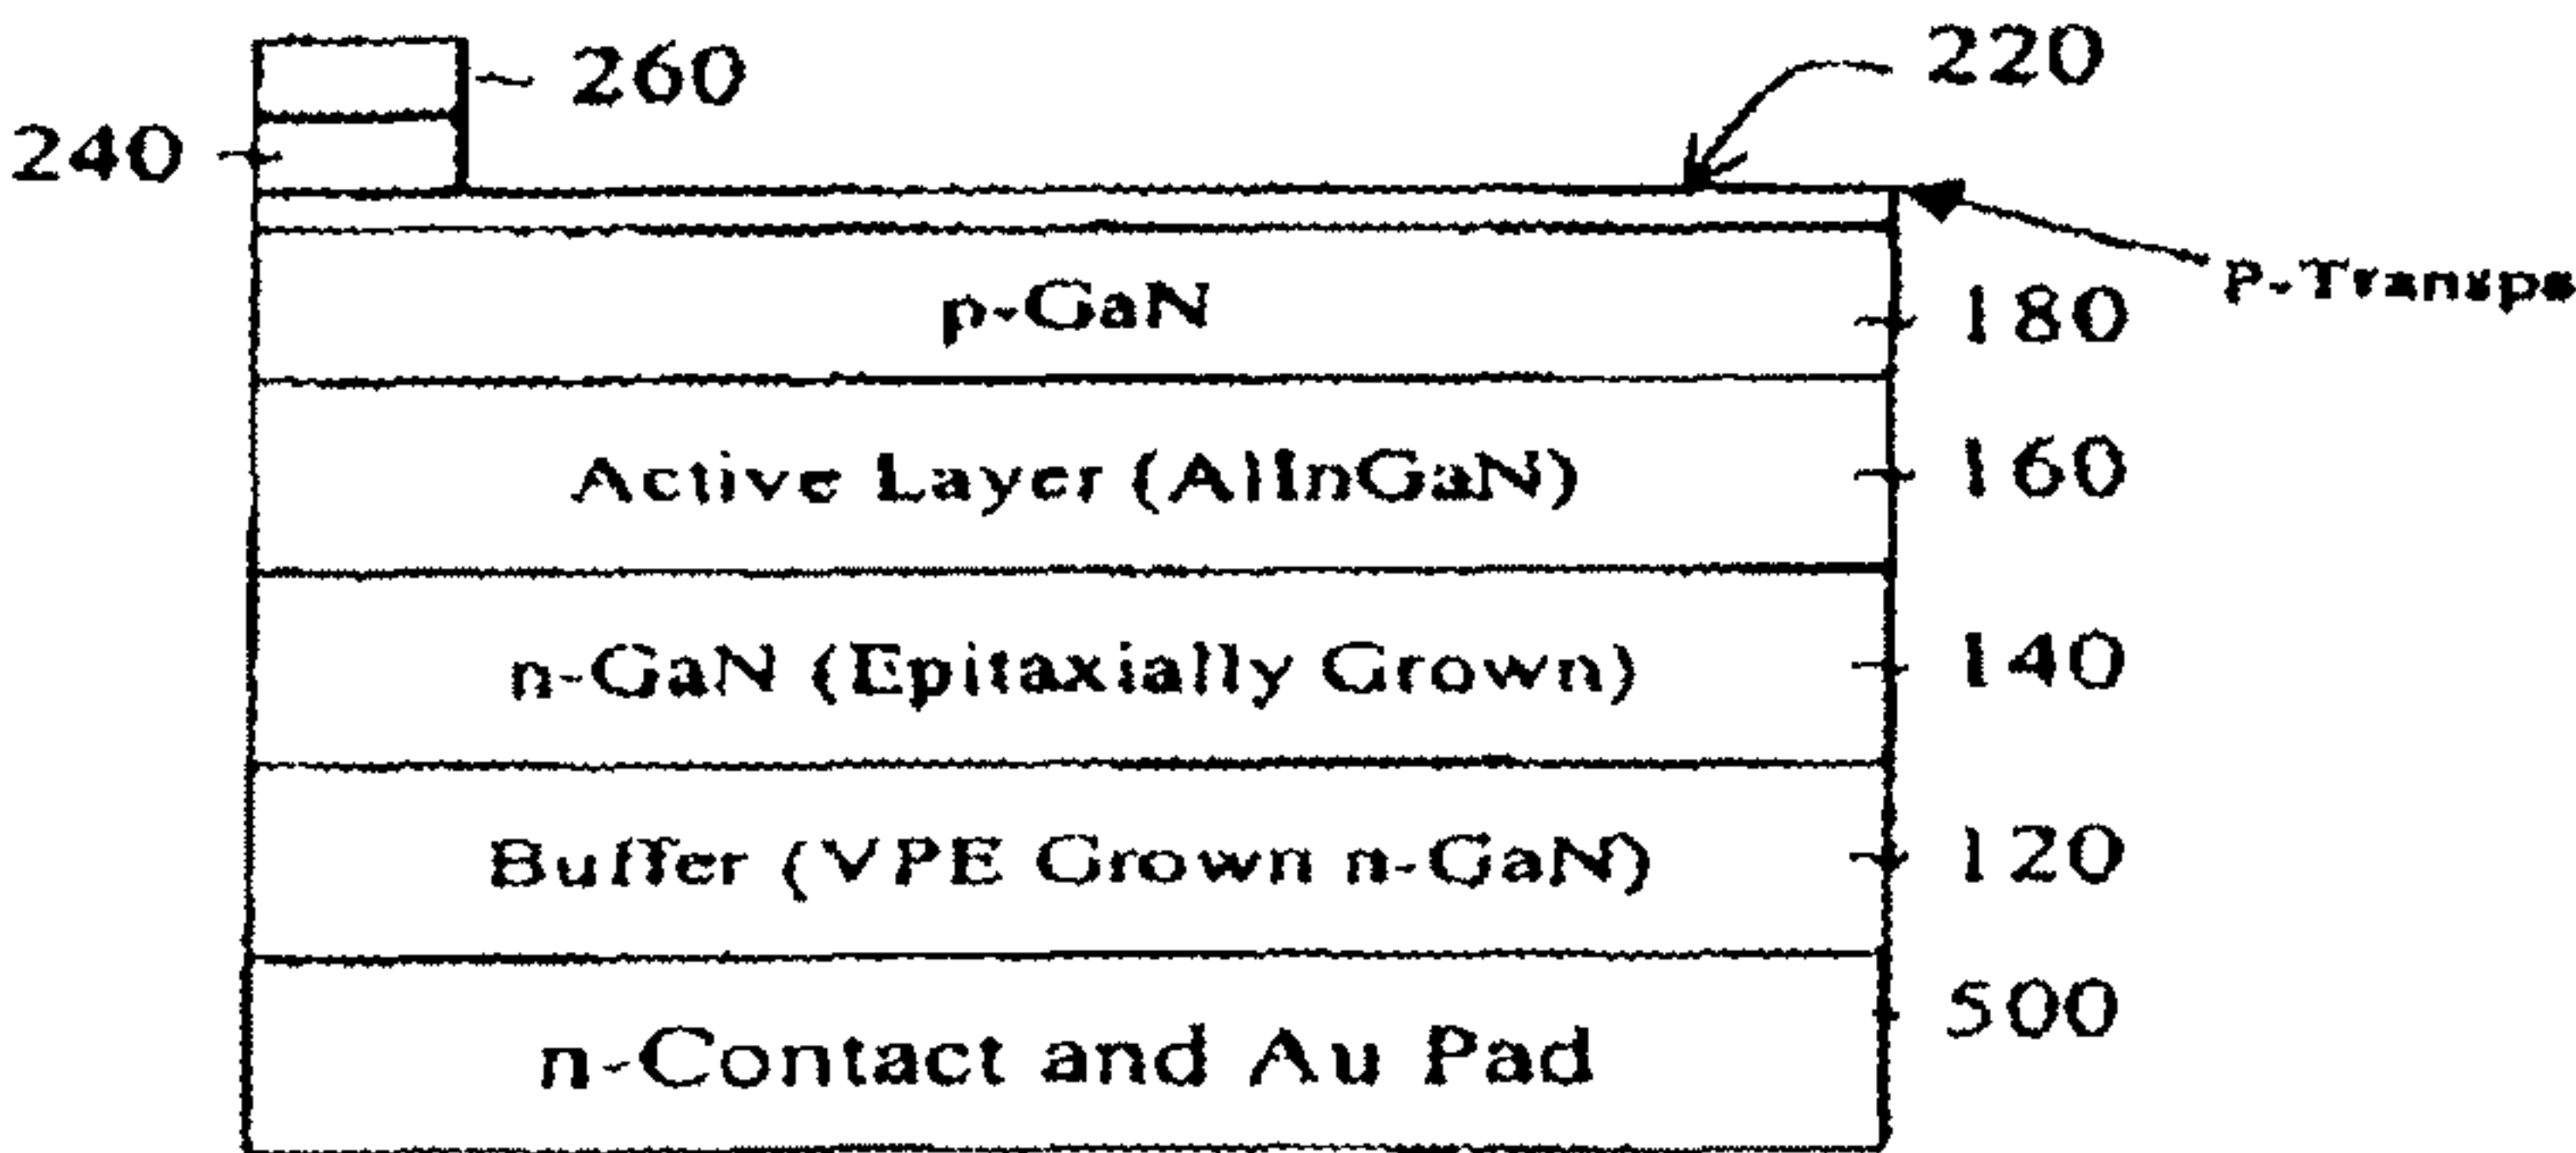 260
220
240
P-Transps
p-GaN
180
Active Layer (AlInGaN)
160
n-GaN (Epitaxially Grown)
140
Buffer (VPE Grown n-GaN)
120
n-Contact and Au Pad
500